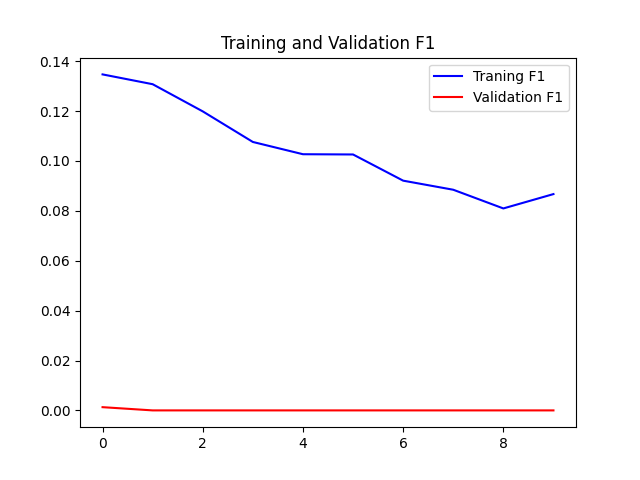 Training and Validation F1
Traning F1
Validation F1
0.14
0.12
0.10
0.08
0.06
0.04
0.02
0.00
0 2 4 6 8